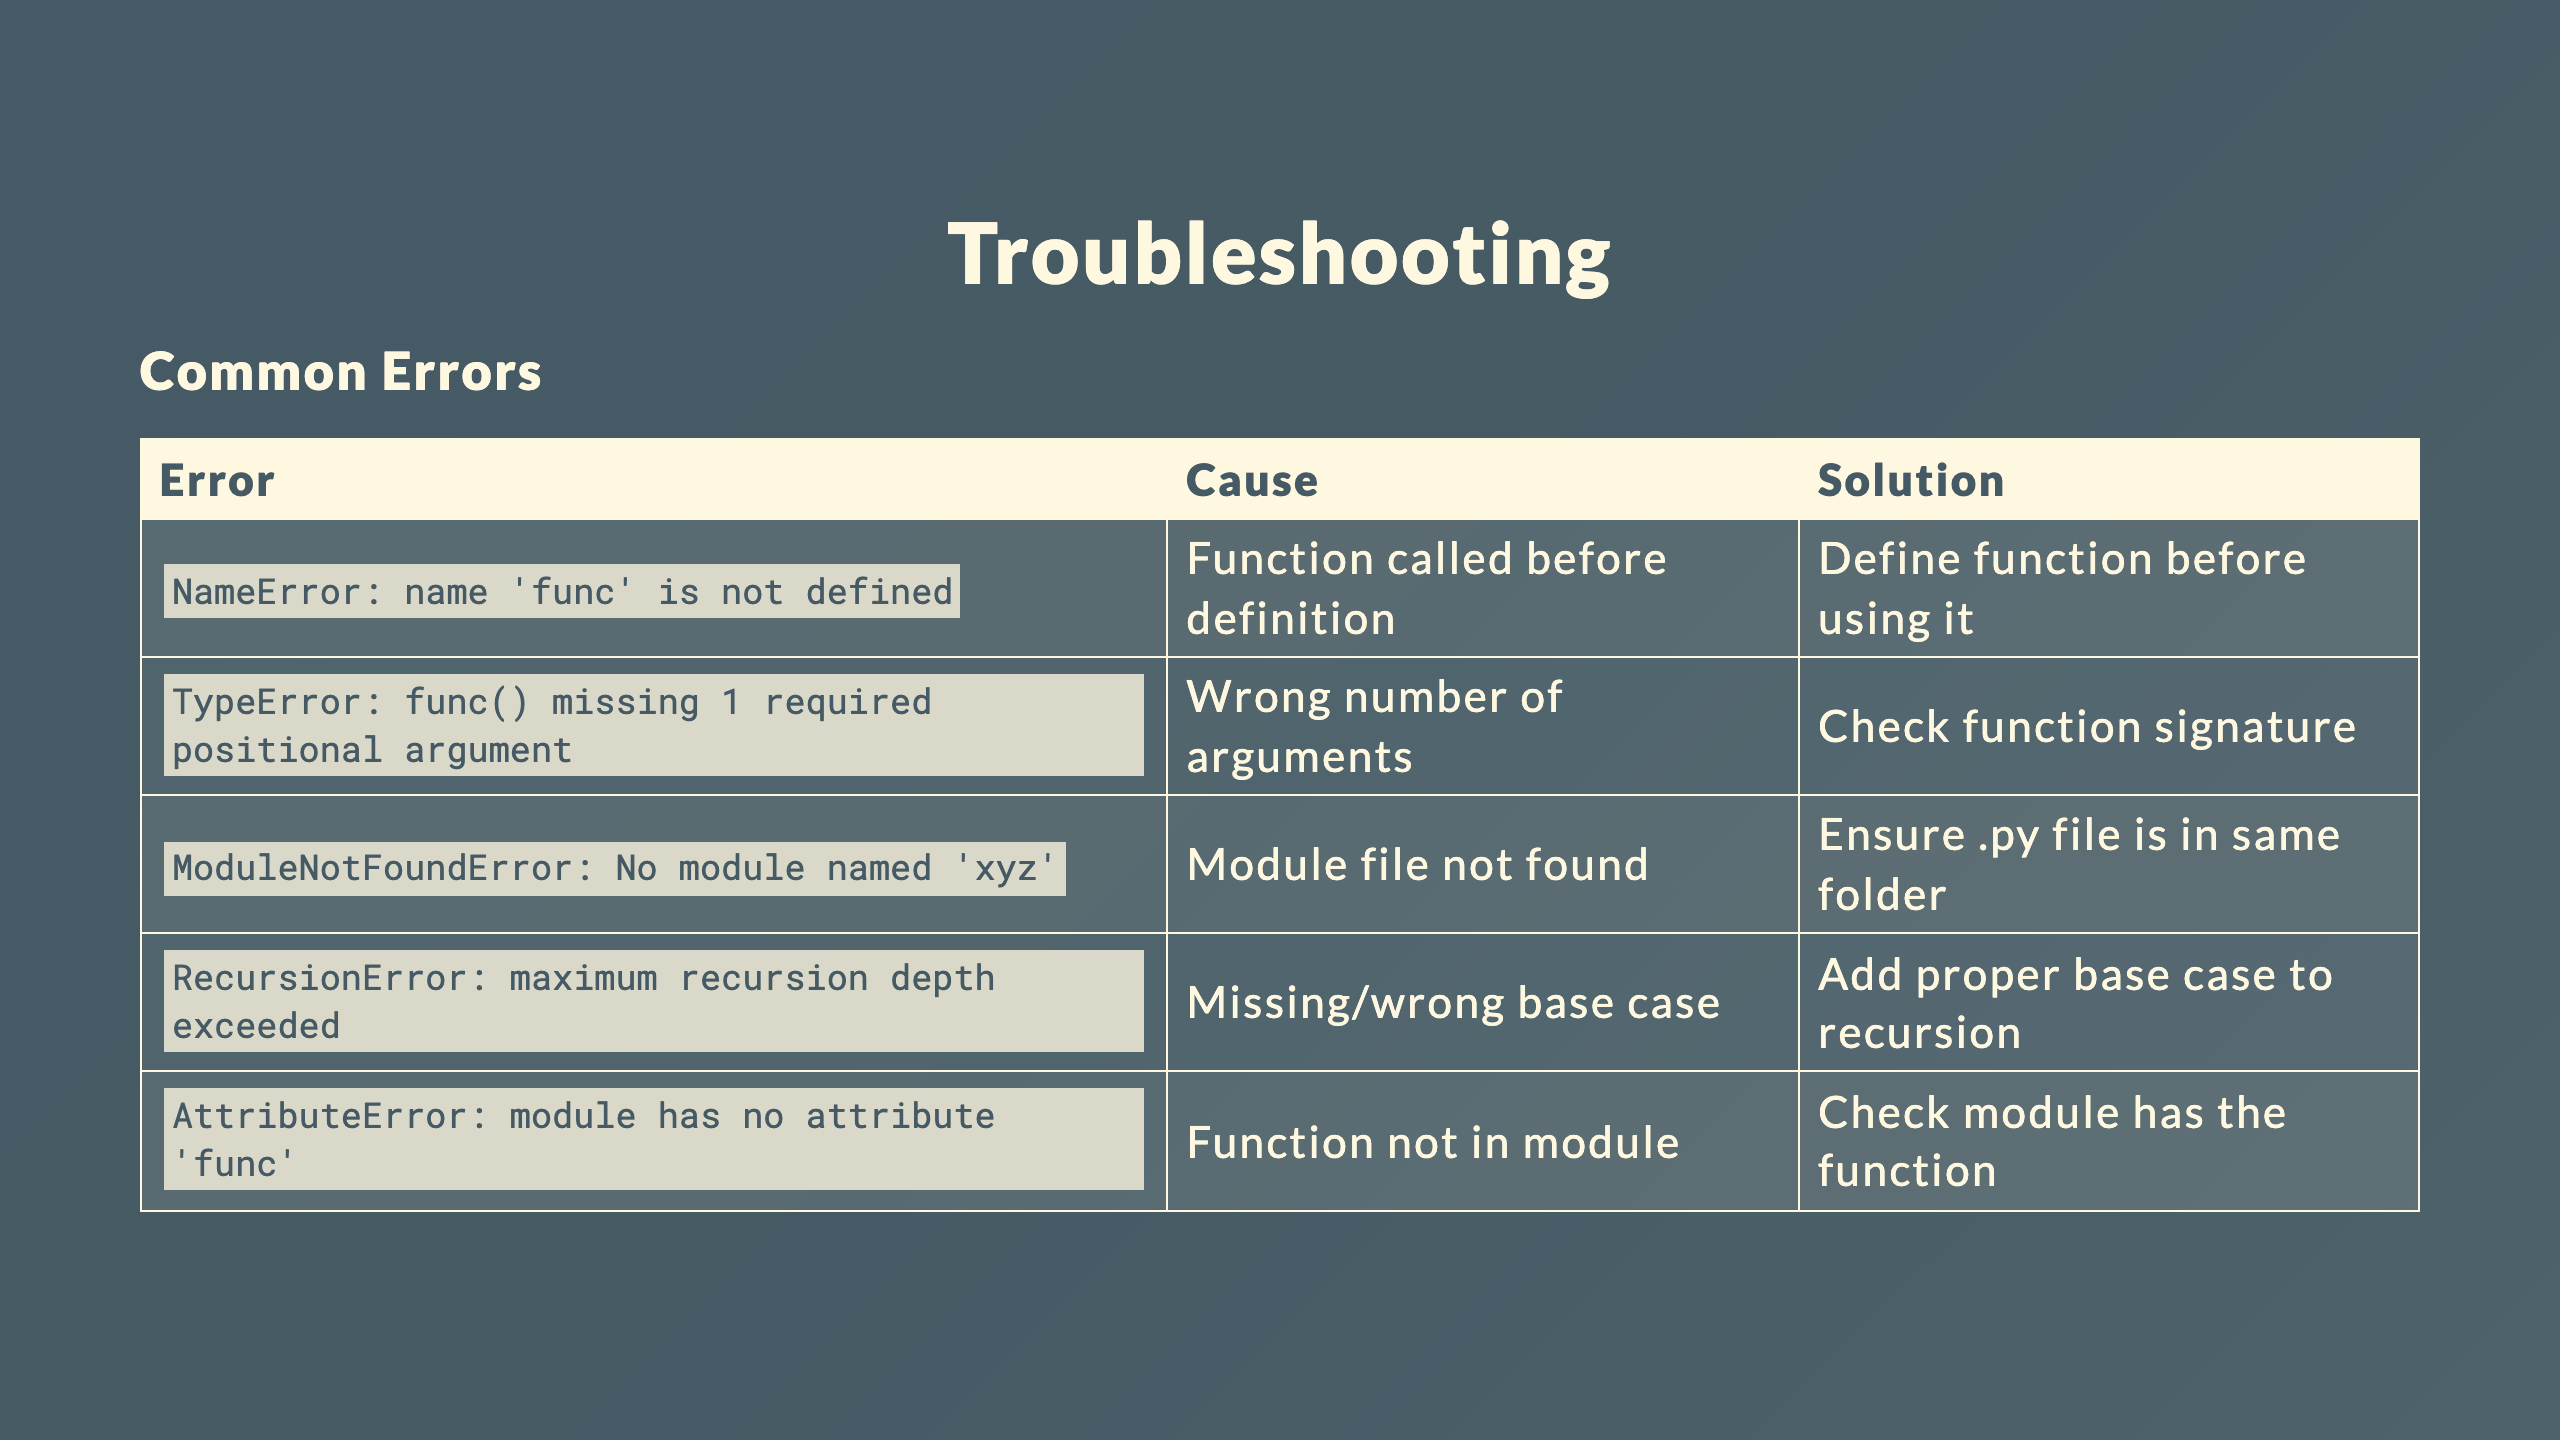 Troubleshooting
Common Errors
Error Cause Solution
NameError: name 'func' is not defined
Function called before
definition
Define function before
using it
TypeError: func() missing 1 required
positional argument
Wrong number of
arguments
Check function signature
ModuleNotFoundError: No module named 'xyz'
Module file not found
Ensure .py file is in same
folder
RecursionError: maximum recursion depth
exceeded
Missing/wrong base case
Add proper base case to
recursion
AttributeError: module has no attribute
'func'
Function not in module
Check module has the
function